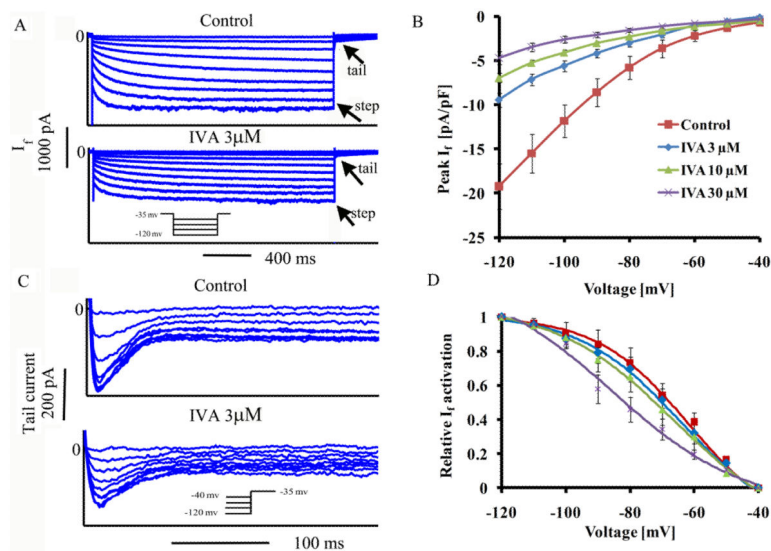 A
Control
0
tail
step
I_f
1000 pA
IVA 3µM
0
tail
step
-35 mv
-120 mv
400 ms
B
0
-5
-10
-15
-20
-25
Peak I_f [pA/pF]
Control
IVA 3 µM
IVA 10 µM
IVA 30 µM
-120
-100
-80
-60
-40
Voltage [mV]
C
Control
0
Tail current
200 pA
IVA 3µM
0
-40 mv
-35 mv
-120 mv
100 ms
D
1
0.8
0.6
0.4
0.2
0
Relative I_f activation
-120
-100
-80
-60
-40
Voltage [mV]